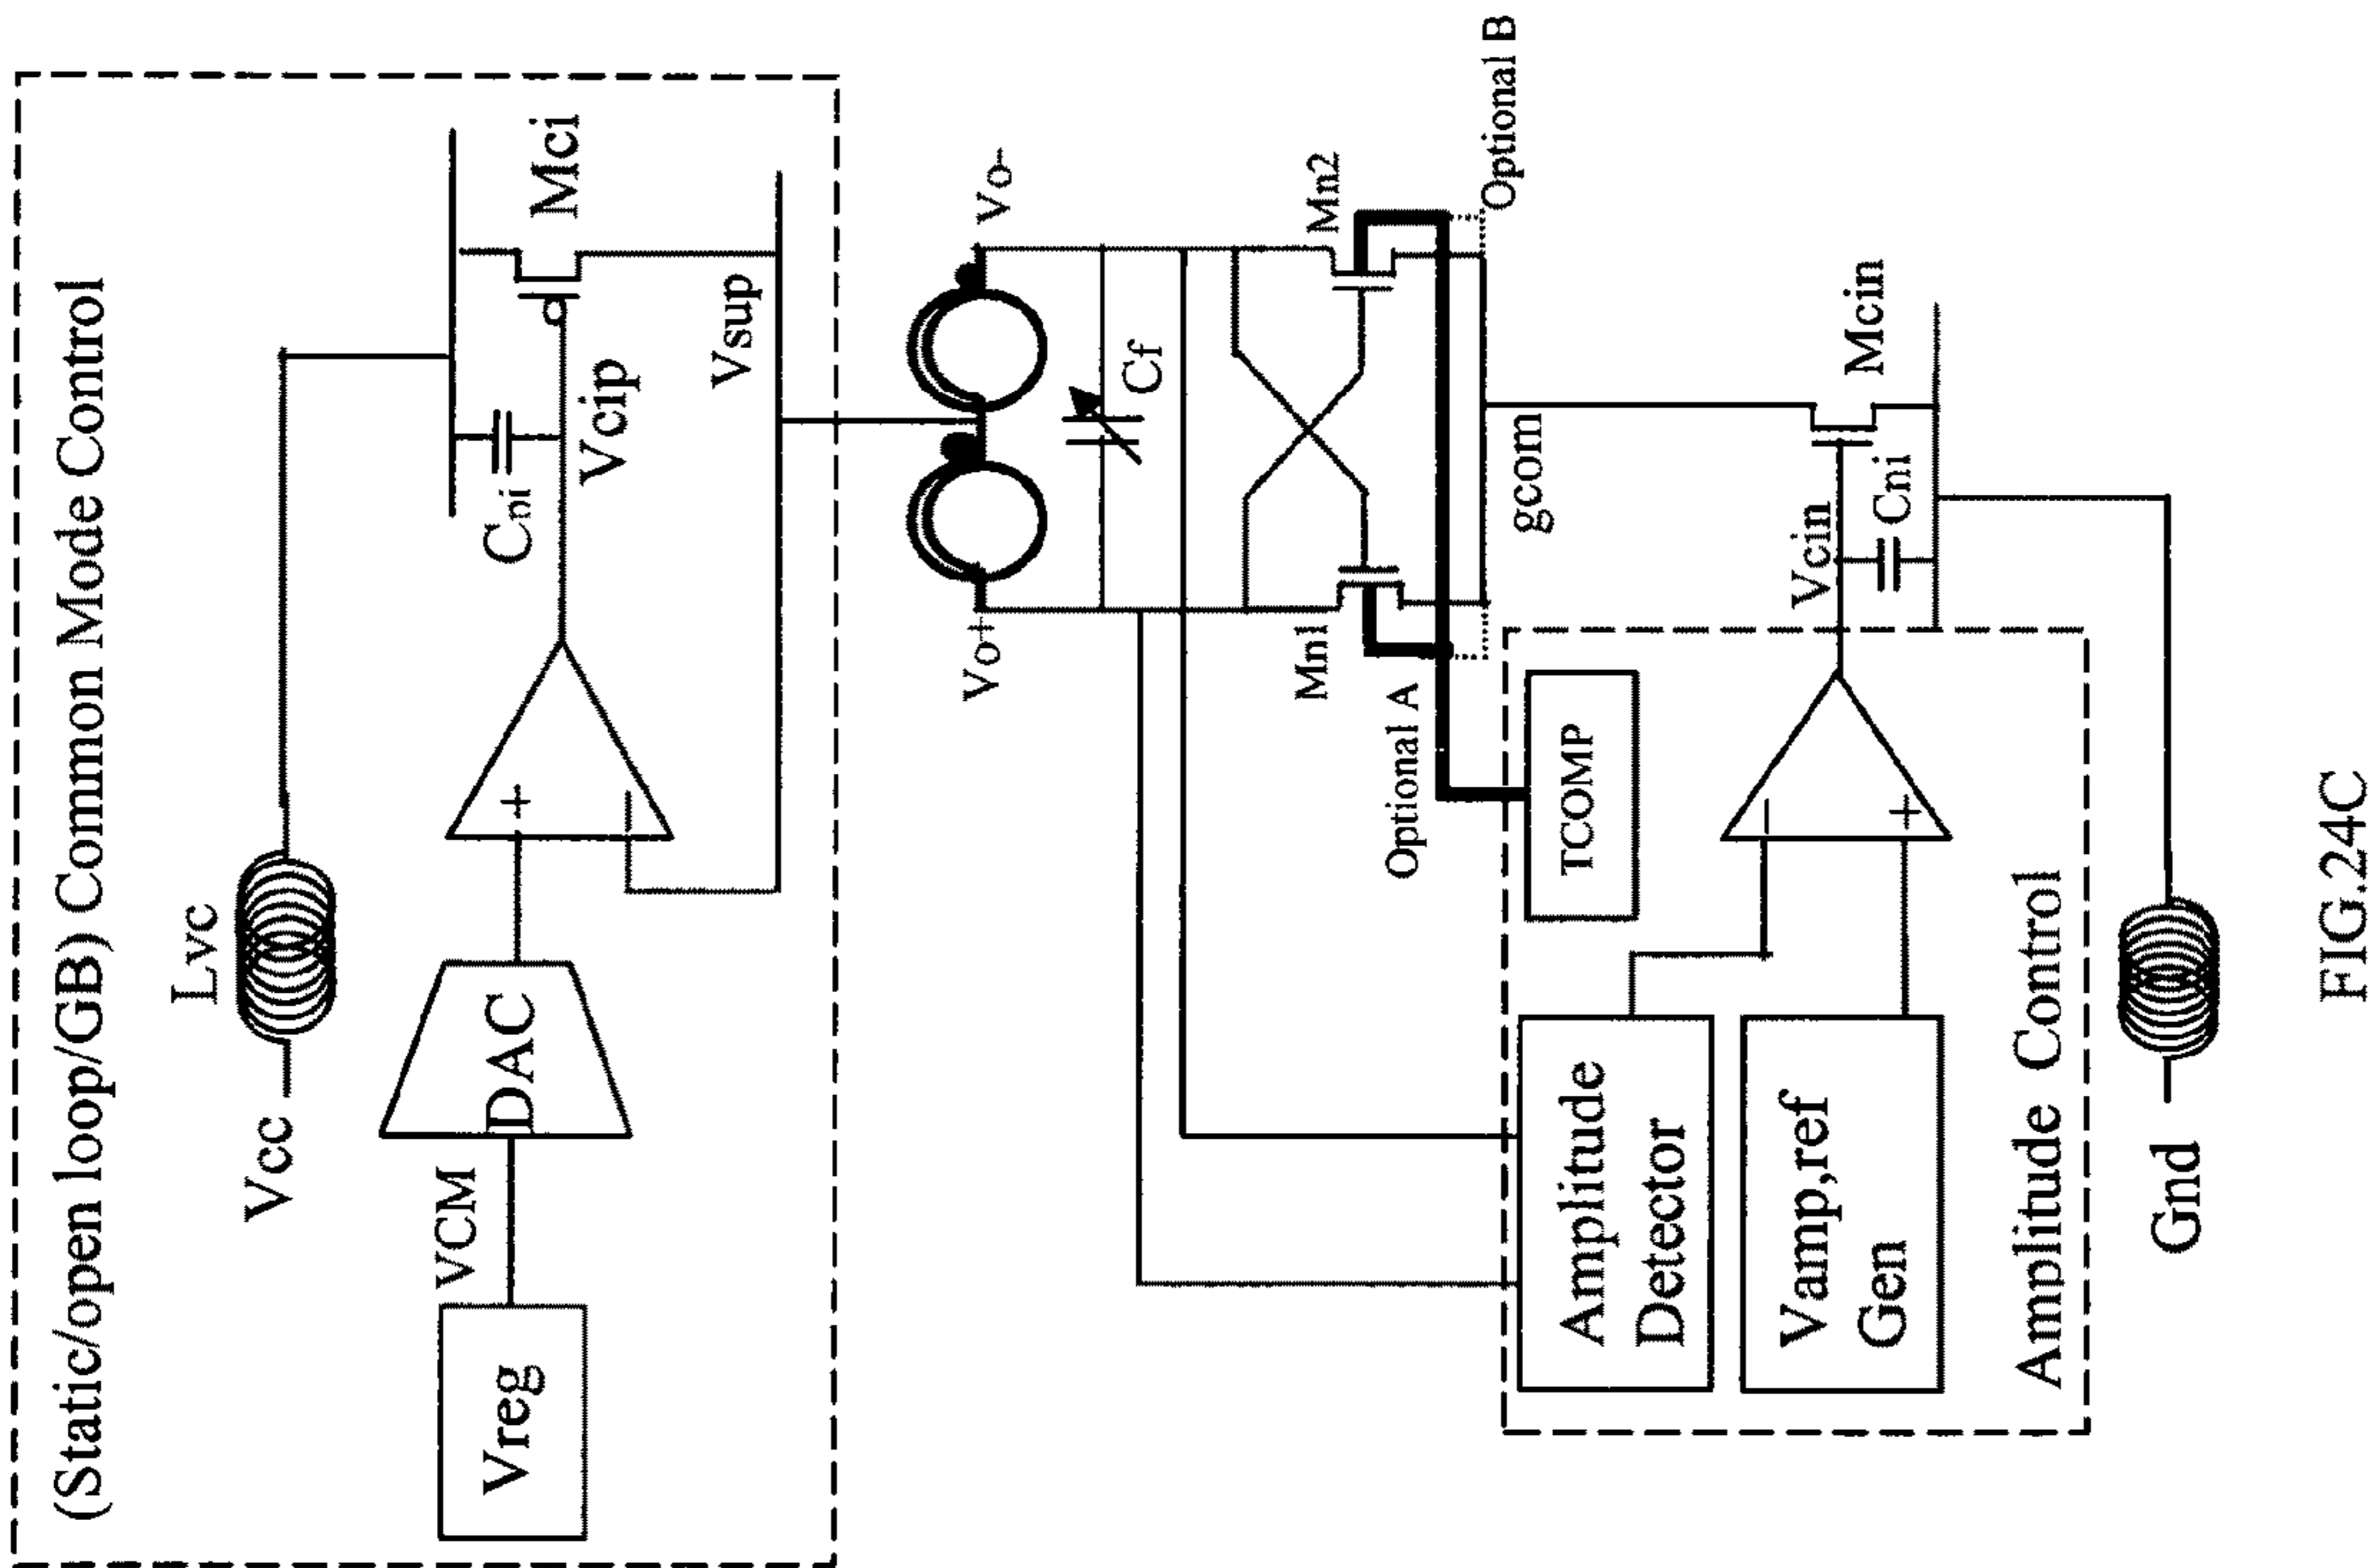 (Static/open loop/GB) Common Mode Control
Lvc
Vcc
Cni
Mci
Vcip
VCM
DAC
Vreg
+
−
Vsup
Vo+
Vo-
Cf
Mn1
Mn2
Optional A
Optional B
gcom
TCOMP
Vcin
Cni
Mcin
Amplitude
Detector
−
+
Vamp,ref
Gen
Amplitude Control
Gnd
FIG.24C